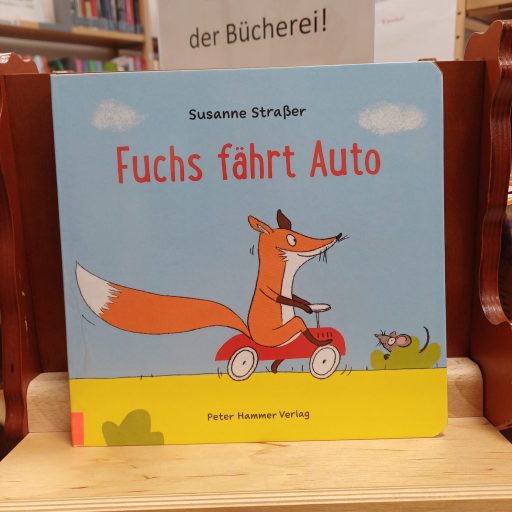 der Bücherei!
Susanne Straßer
Fuchs fährt Auto
Peter Hammer Verlag